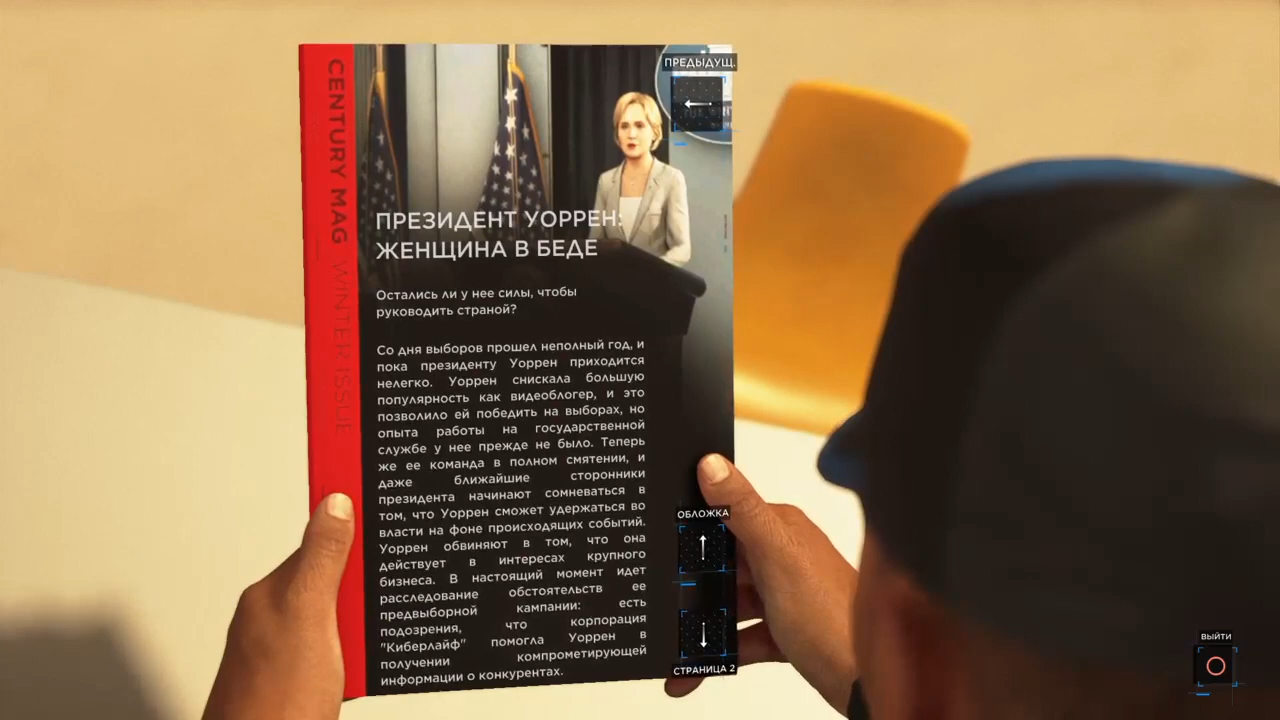 CENTURY MAG WINTER ISSUE
ПРЕДЫДУЩ.
ПРЕЗИДЕНТ УОРРЕН:
ЖЕНЩИНА В БЕДЕ
Остались ли у нее силы, чтобы
руководить страной?
Со дня выборов прошел неполный год, и
пока президенту Уоррен приходится
нелегко. Уоррен снискала большую
популярность как видеоблогер, и это
позволило ей победить на выборах, но
опыта работы на государственной
службе у нее прежде не было. Теперь
же ее команда в полном смятении, и
даже ближайшие сторонники
президента начинают сомневаться в
том, что Уоррен сможет удержаться во
власти на фоне происходящих событий.
Уоррен обвиняют в том, что она
действует в интересах крупного
бизнеса. В настоящий момент идет
расследование обстоятельств ее
предвыборной кампании: есть
подозрения, что корпорация
"Киберлайф" помогла Уоррен в
получении компрометирующей
информации о конкурентах.
ОБЛОЖКА
СТРАНИЦА 2
ВЫЙТИ